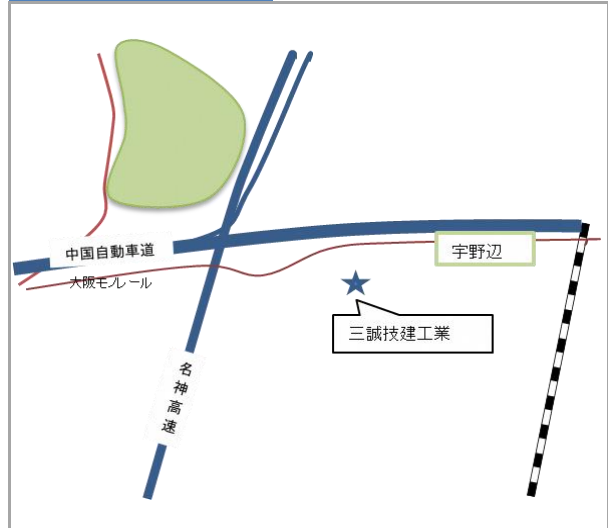 中国自動車道
宇野辺
大阪モノレール
三誠技建工業
名神高速